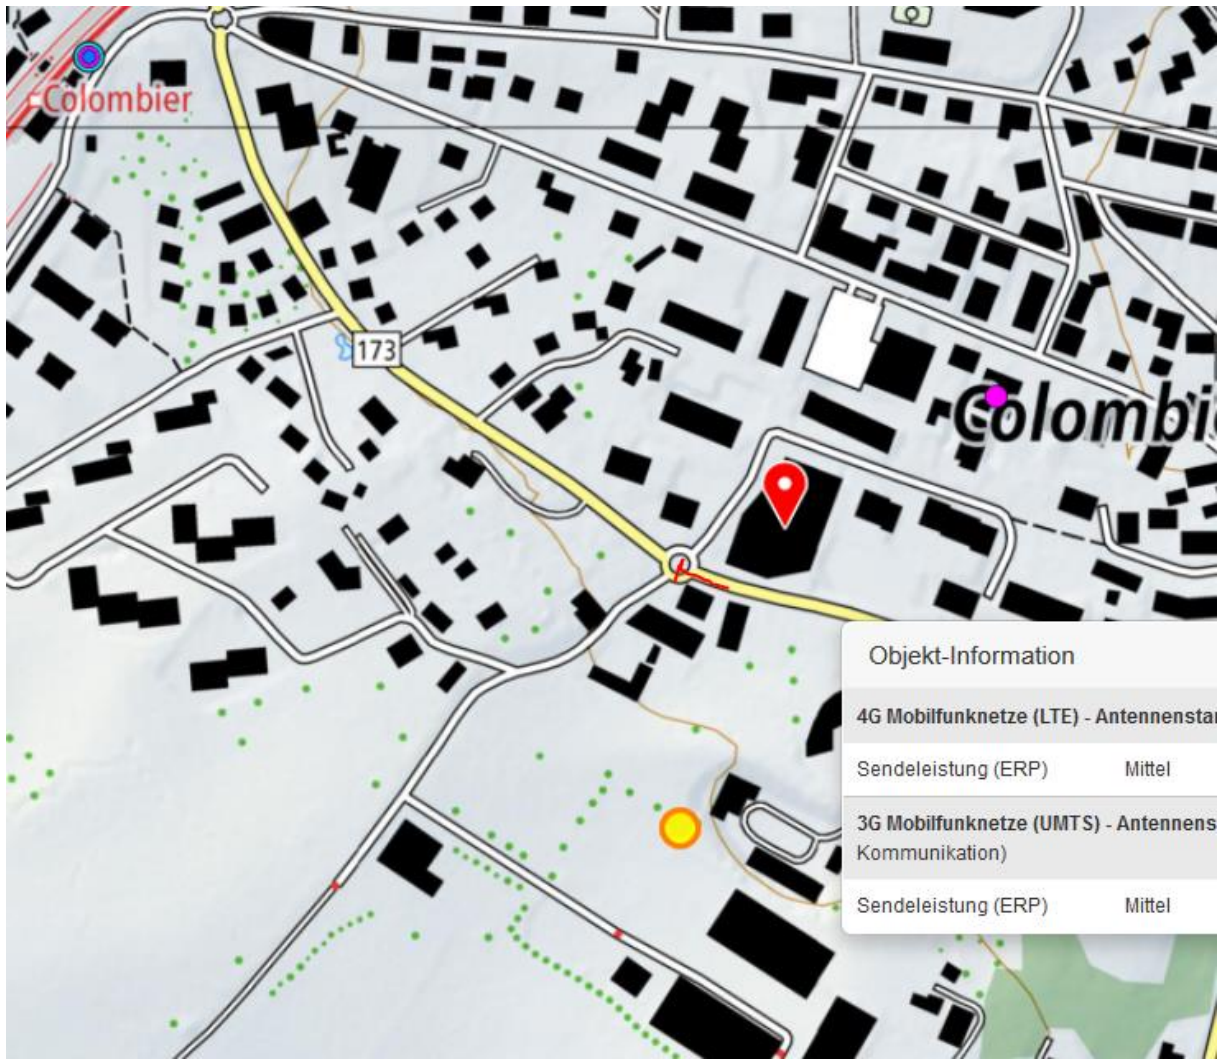 Colombier
173
Colombi
Objekt-Information
4G Mobilfunknetze (LTE) - Antennensta
Sendeleistung (ERP) Mittel
3G Mobilfunknetze (UMTS) - Antennens
Kommunikation)
Sendeleistung (ERP) Mittel